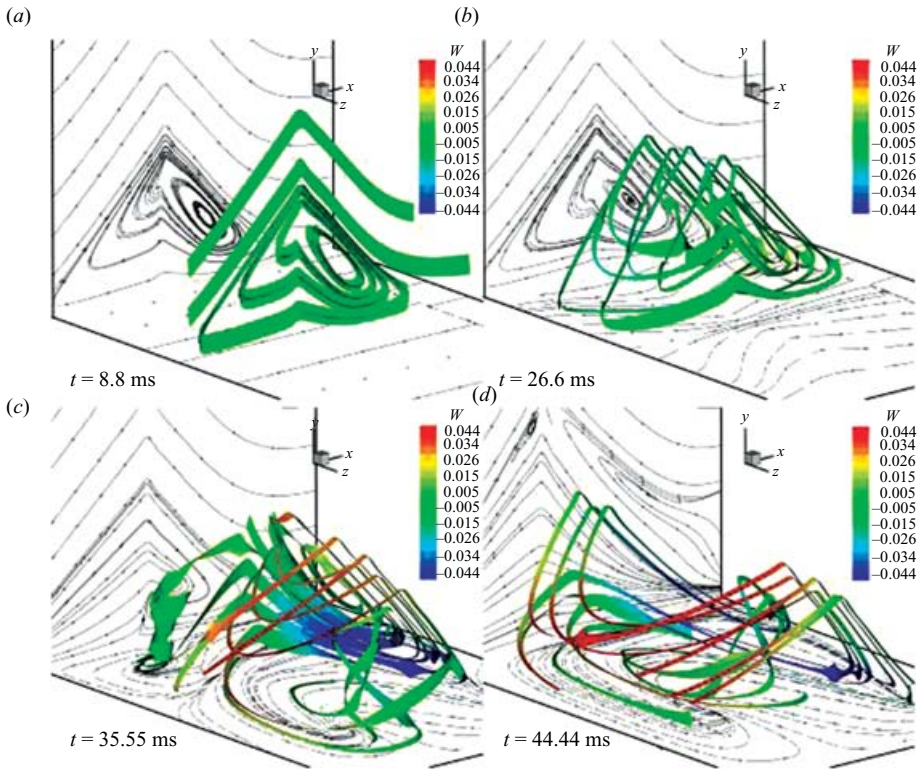 (a)
y
x
z
W
0.044
0.034
0.026
0.015
0.005
–0.005
–0.015
–0.026
–0.034
–0.044
t = 8.8 ms
(b)
y
x
z
W
0.044
0.034
0.026
0.015
0.005
–0.005
–0.015
–0.026
–0.034
–0.044
t = 26.6 ms
(c)
y
x
z
W
0.044
0.034
0.026
0.015
0.005
–0.005
–0.015
–0.026
–0.034
–0.044
t = 35.55 ms
(d)
y
x
z
W
0.044
0.034
0.026
0.015
0.005
–0.005
–0.015
–0.026
–0.034
–0.044
t = 44.44 ms